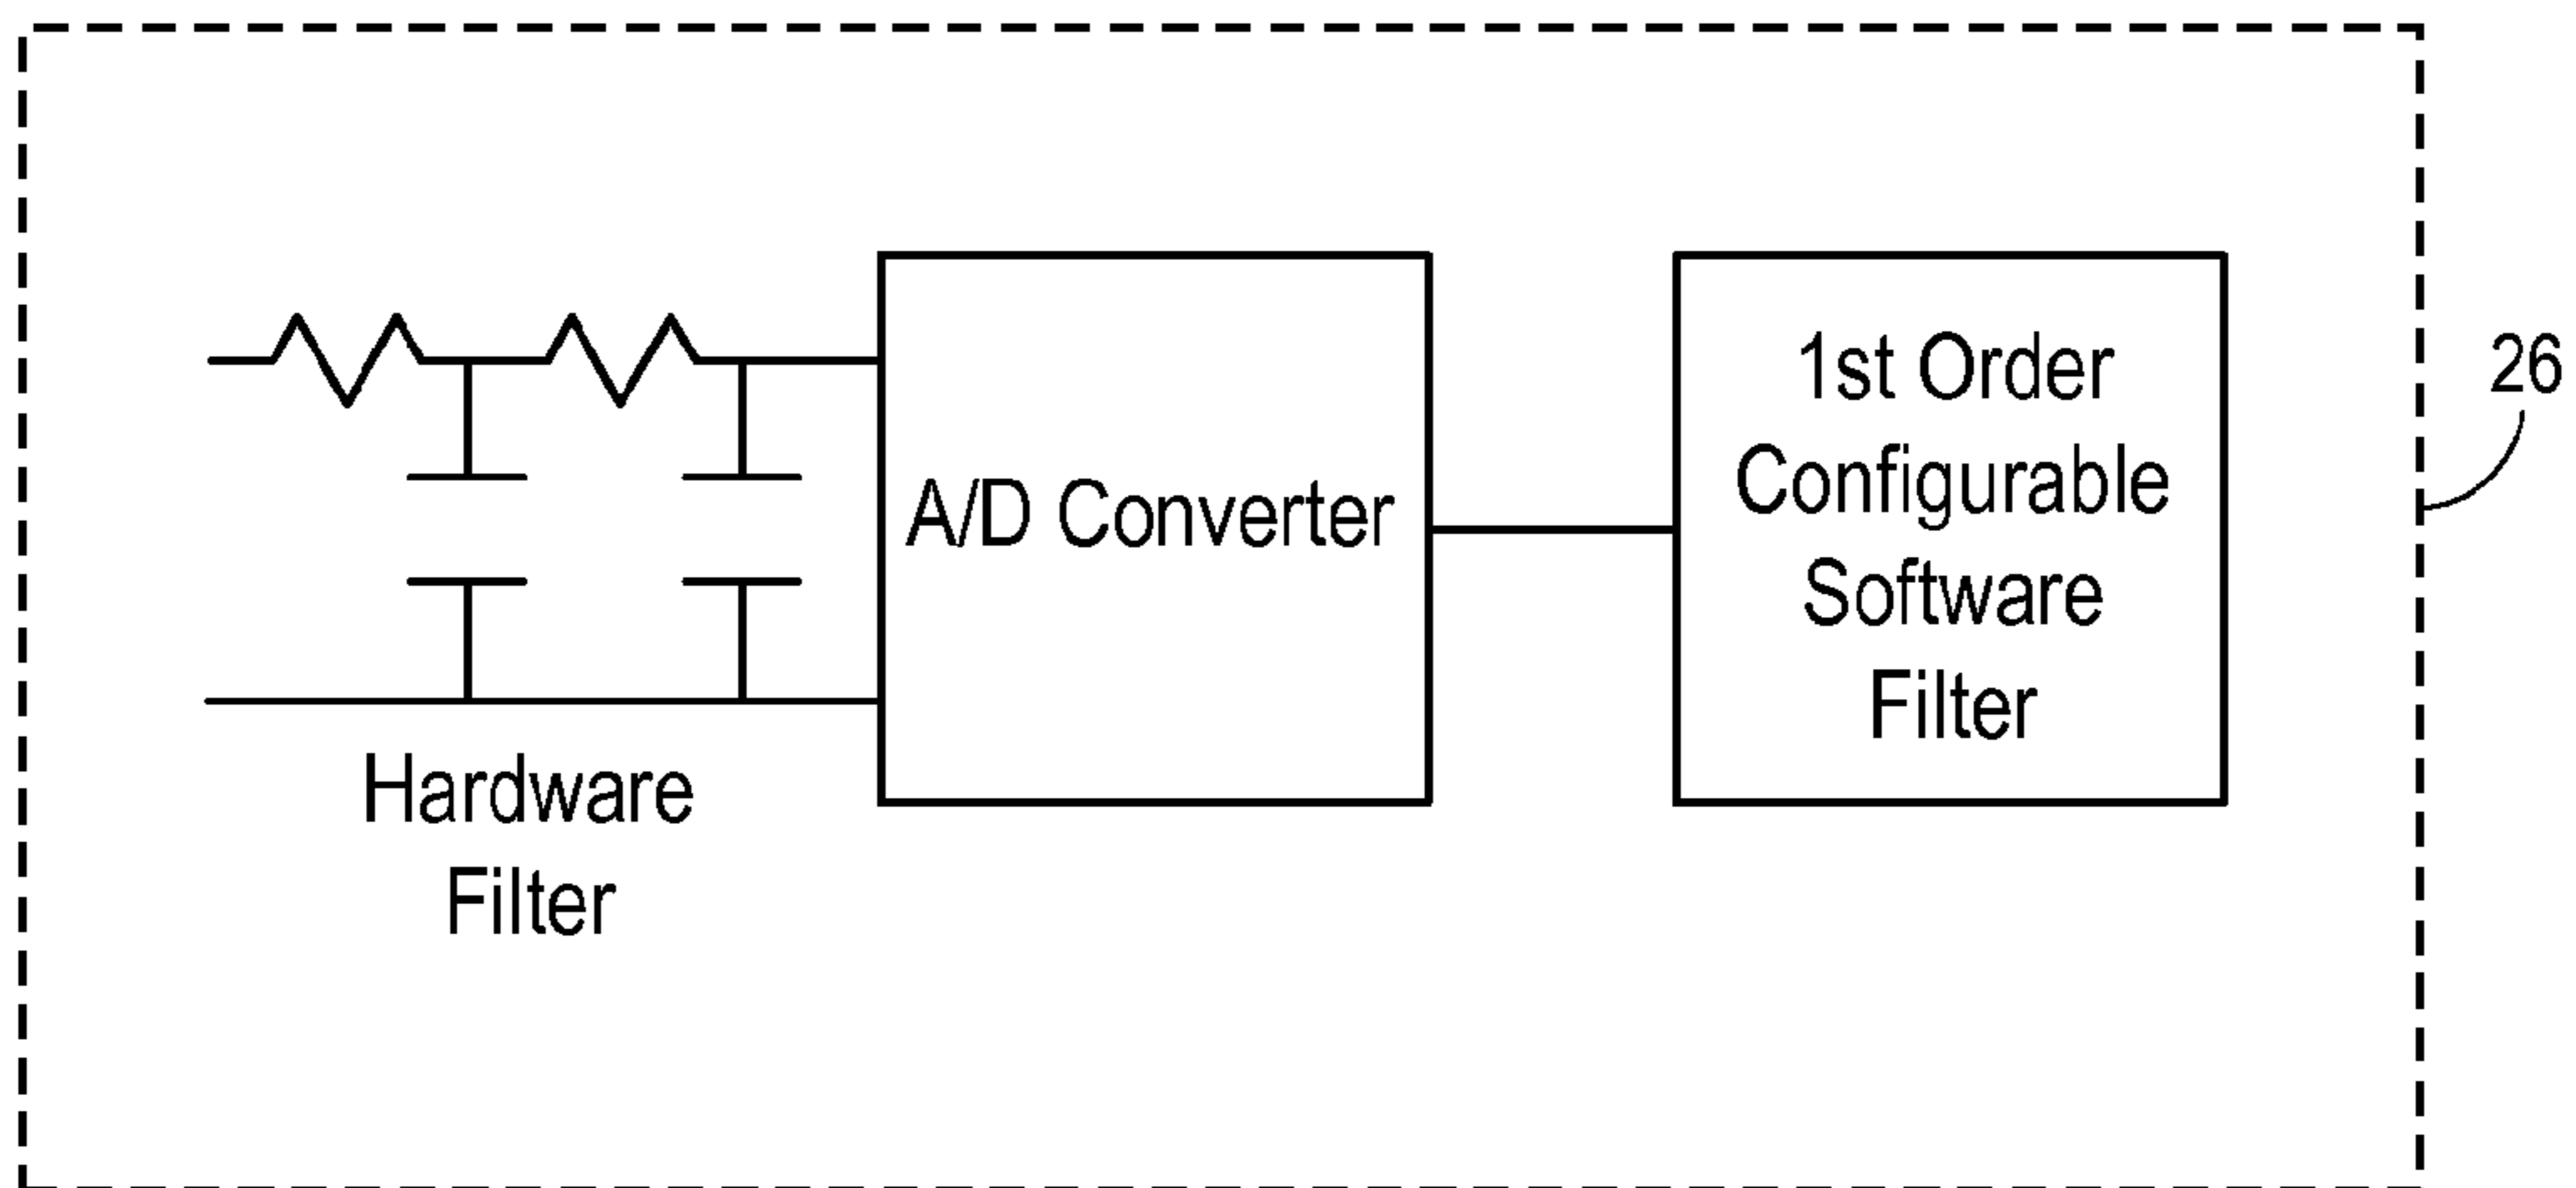 Hardware
Filter
A/D Converter
1st Order
Configurable
Software
Filter
26